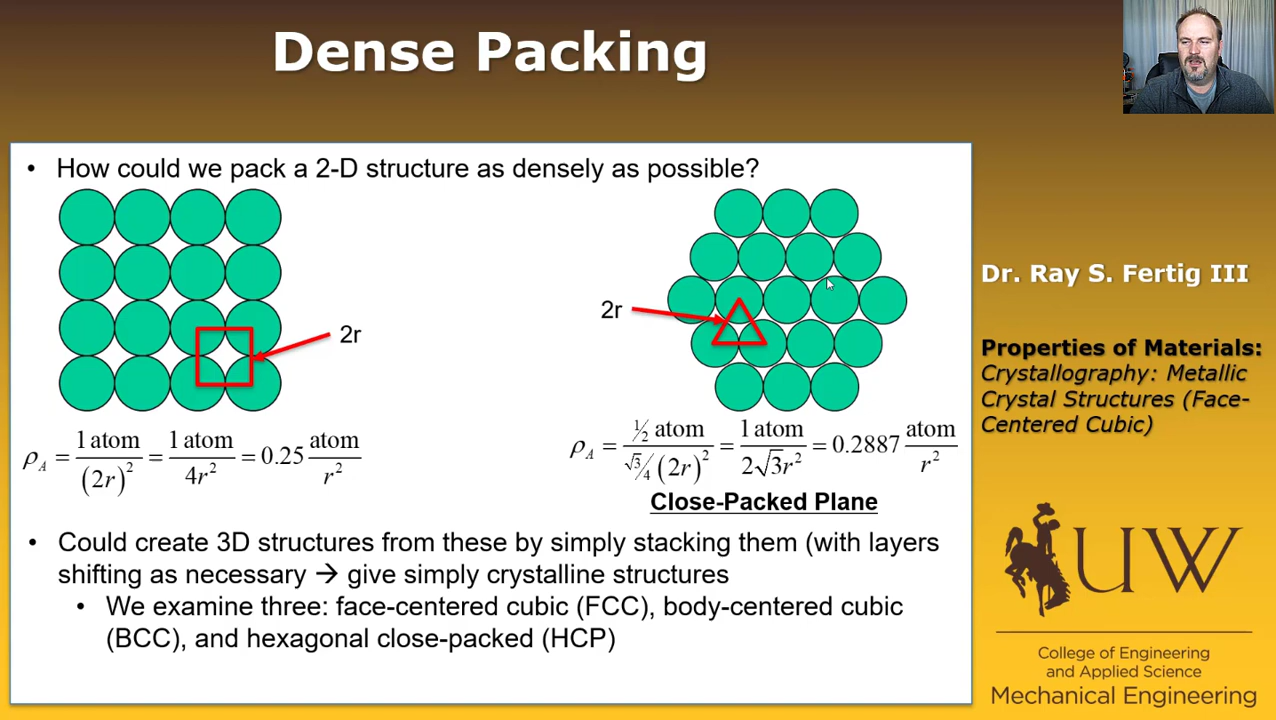 Dense Packing
• How could we pack a 2-D structure as densely as possible?
2r
2r
ρ_A = 1 atom / (2r)² = 1 atom / 4r² = 0.25 atom / r²
ρ_A = ½ atom / √3/4 (2r)² = 1 atom / 2√3r² = 0.2887 atom / r²
Close-Packed Plane
• Could create 3D structures from these by simply stacking them (with layers
shifting as necessary → give simply crystalline structures
• We examine three: face-centered cubic (FCC), body-centered cubic
(BCC), and hexagonal close-packed (HCP)
Dr. Ray S. Fertig III
Properties of Materials:
Crystallography: Metallic
Crystal Structures (Face-
Centered Cubic)
UW
College of Engineering
and Applied Science
Mechanical Engineering